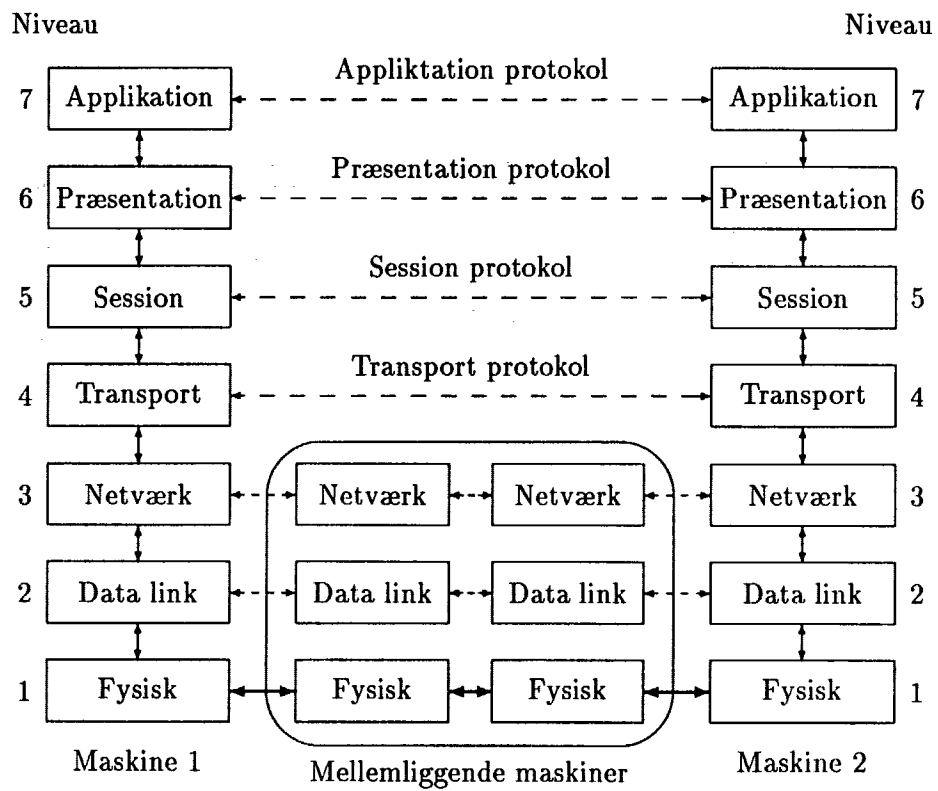 Niveau Niveau
Appliktation protokol
7 Applikation Applikation 7
Præsentation protokol
6 Præsentation Præsentation 6
Session protokol
5 Session Session 5
Transport protokol
4 Transport Transport 4
3 Netværk Netværk Netværk Netværk 3
2 Data link Data link Data link Data link 2
1 Fysisk Fysisk Fysisk Fysisk 1
Maskine 1 Mellemliggende maskiner Maskine 2